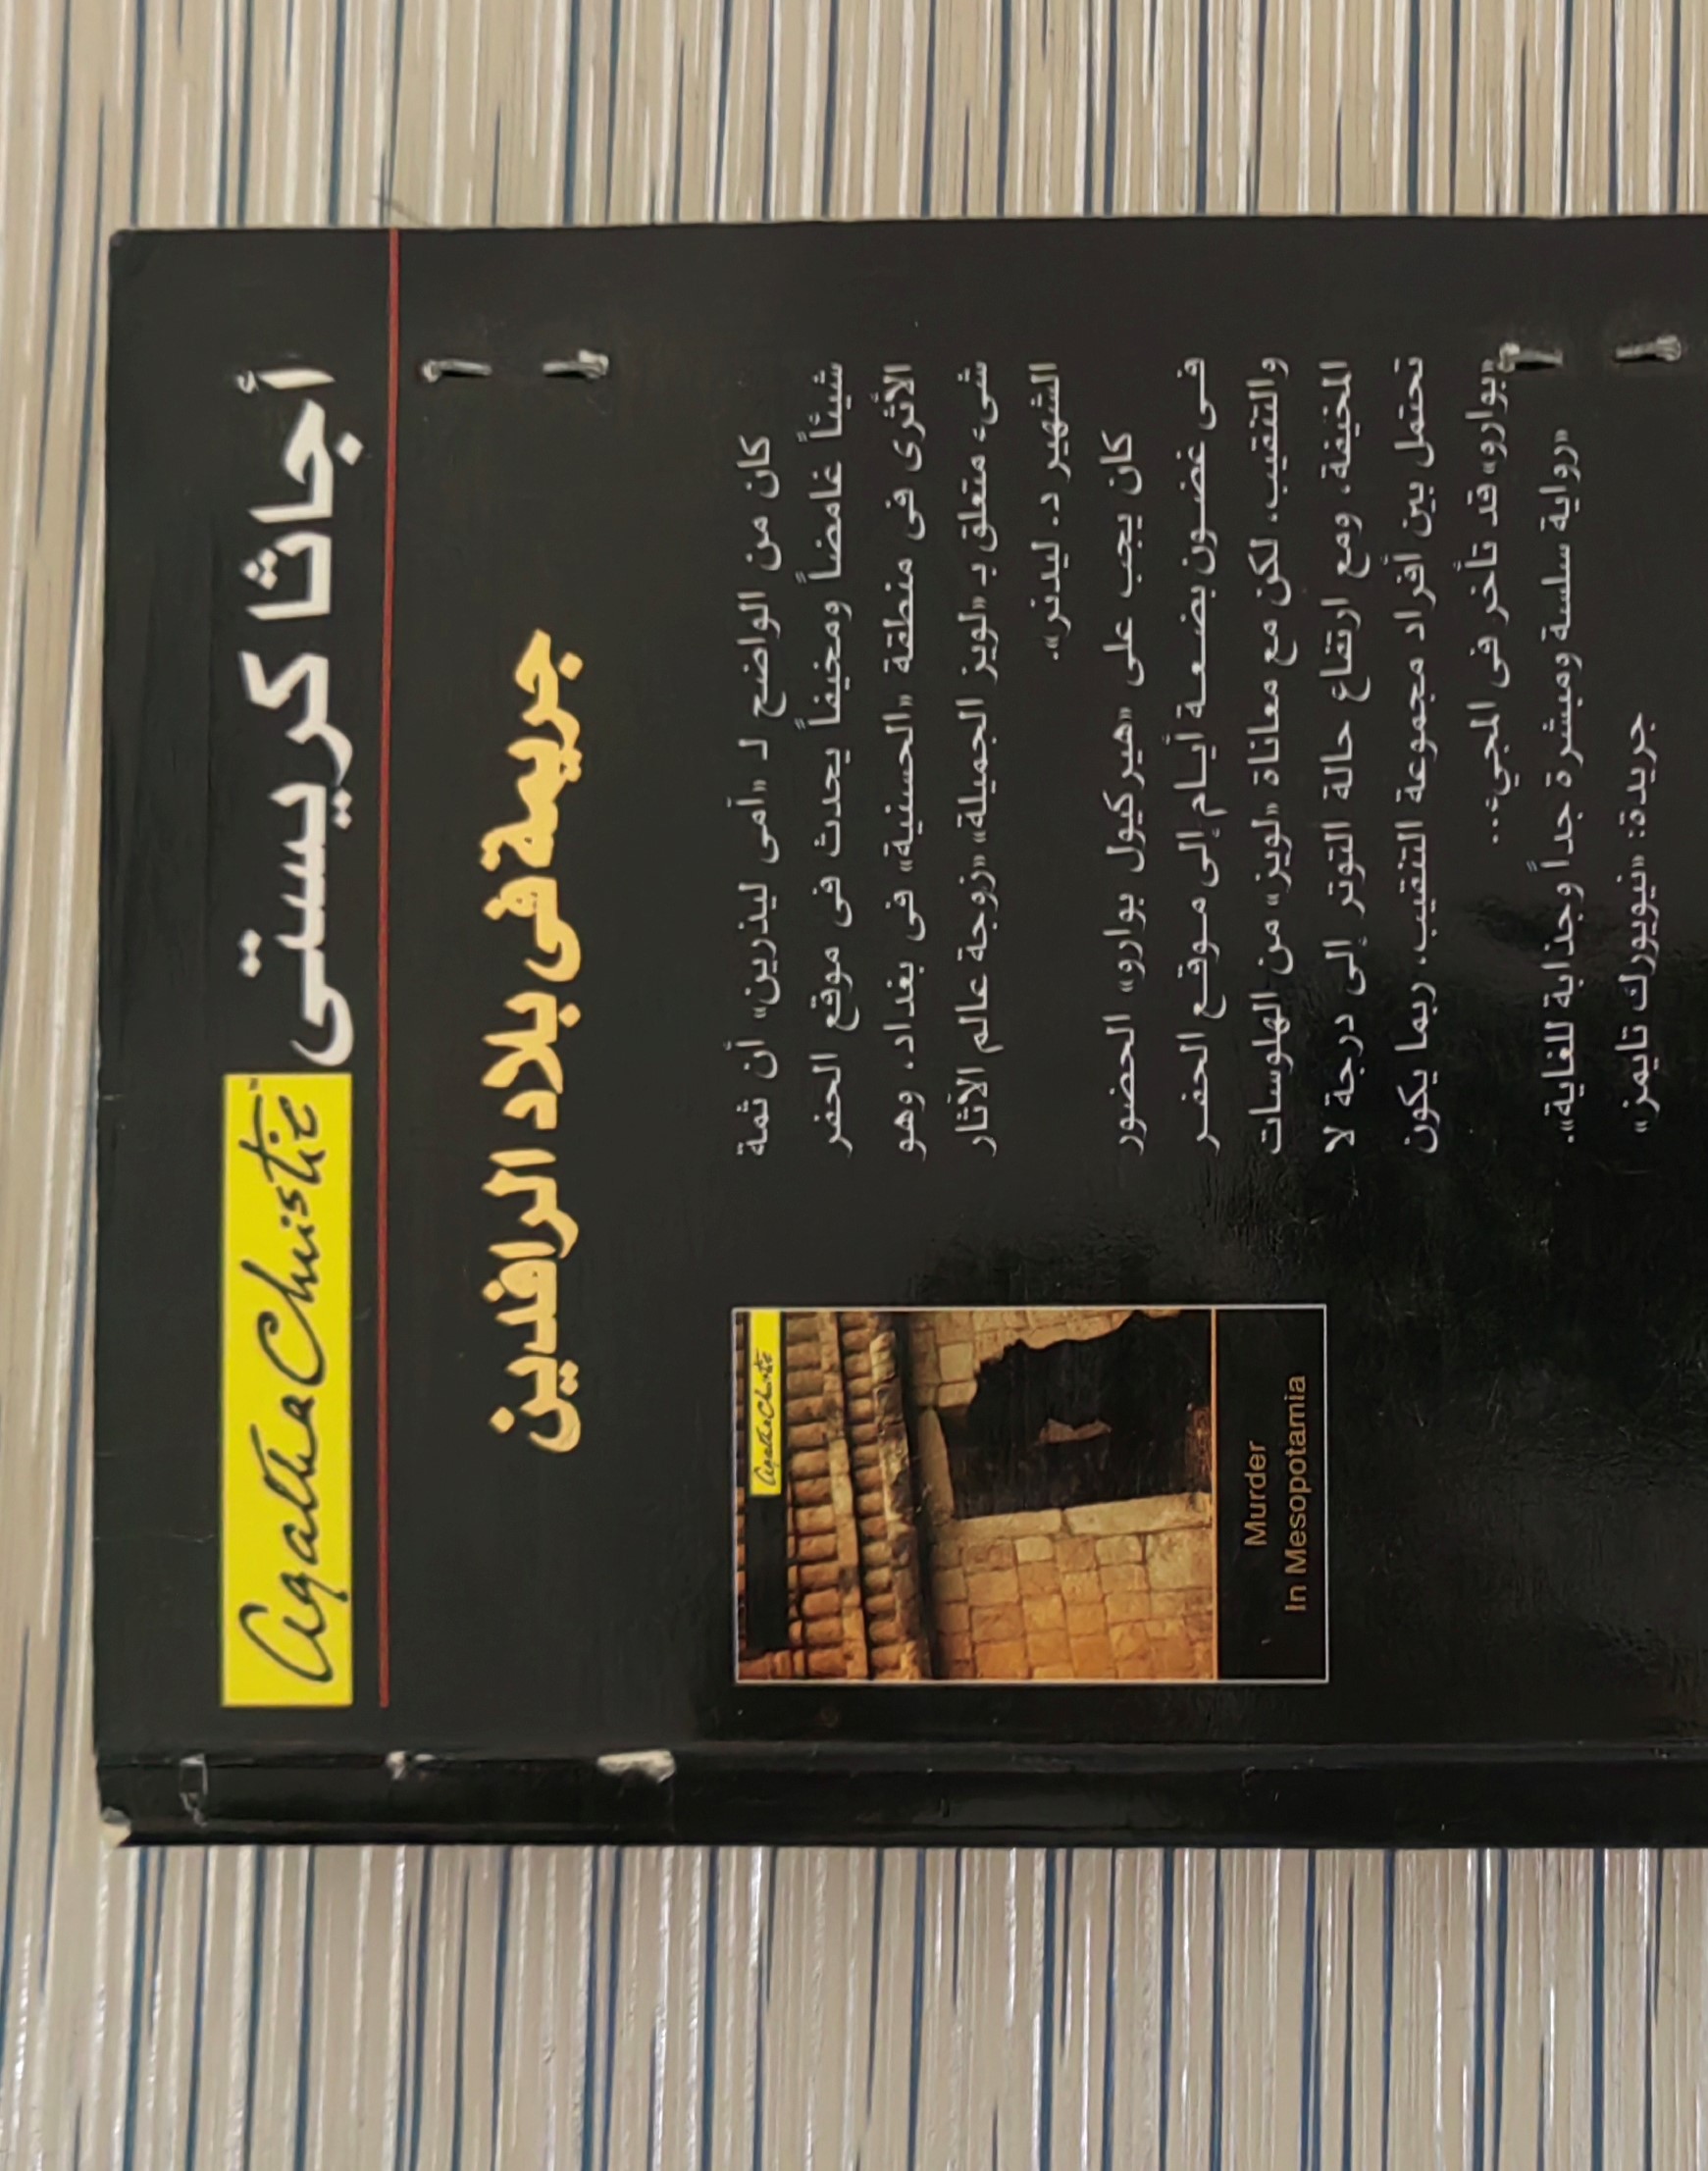 أجاثا كريستى
Agatha Christie™
جريمة فى بلاد الرافدين
كان من الواضح لـ «آمى ليذرين» أن ثمة
شيئاً غامضاً ومخيفاً يحدث فى موقع الحفر
الأثرى فى منطقة «الحسنية» فى بغداد، وهو
شىء متعلق بـ «لويز الجميلة» «زوجة عالم الآثار
الشهير د. ليدنر».
كان يجب على «هيركيول بوارو» الحضور
فى غضون بضعة أيام إلى موقع الحفر
والتنقيب. لكن مع معاناة «لويز» من الهلوسات
المخيفة، ومع ارتفاع حالة التوتر إلى درجة لا
تحتمل بين أفراد مجموعة التنقيب، ربما يكون
«بوارو» قد تأخر فى المجىء...
«رواية سلسة ومبشرة جداً وجذابة للغاية».
جريدة: «نيويورك تايمز»
Agatha Christie
Murder
In Mesopotamia